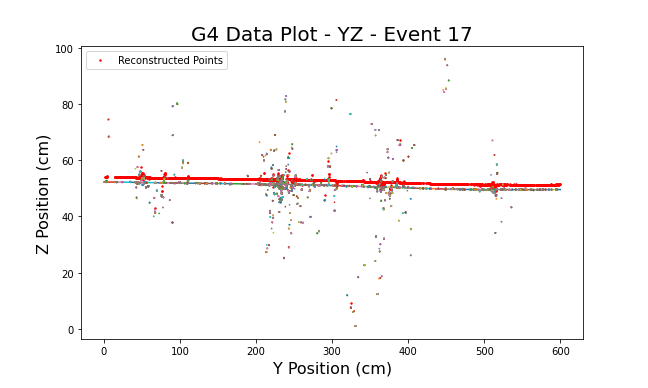 G4 Data Plot - YZ - Event 17
Reconstructed Points
Z Position (cm)
100
80
60
40
20
0
0 100 200 300 400 500 600
Y Position (cm)